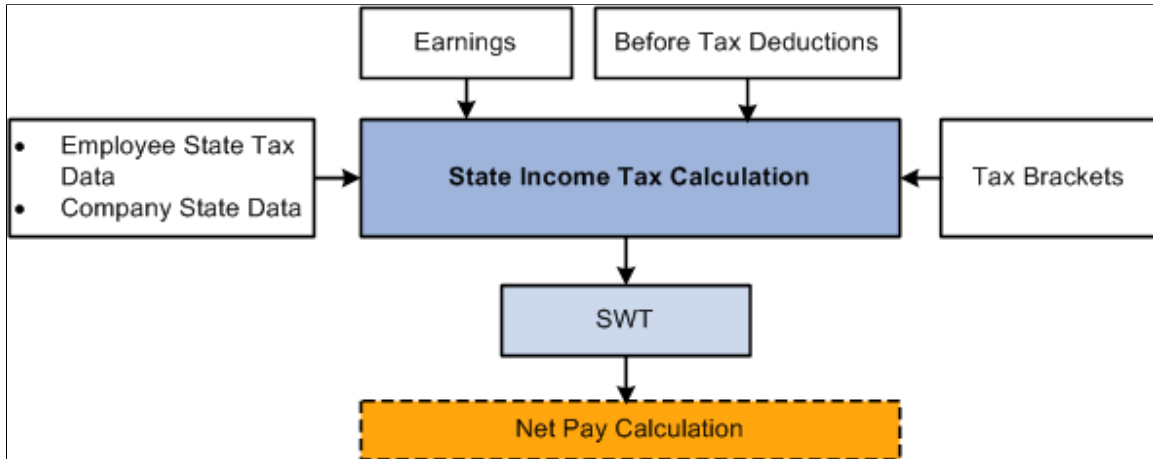 Earnings
Before Tax Deductions
• Employee State Tax
Data
• Company State Data
State Income Tax Calculation
Tax Brackets
SWT
Net Pay Calculation